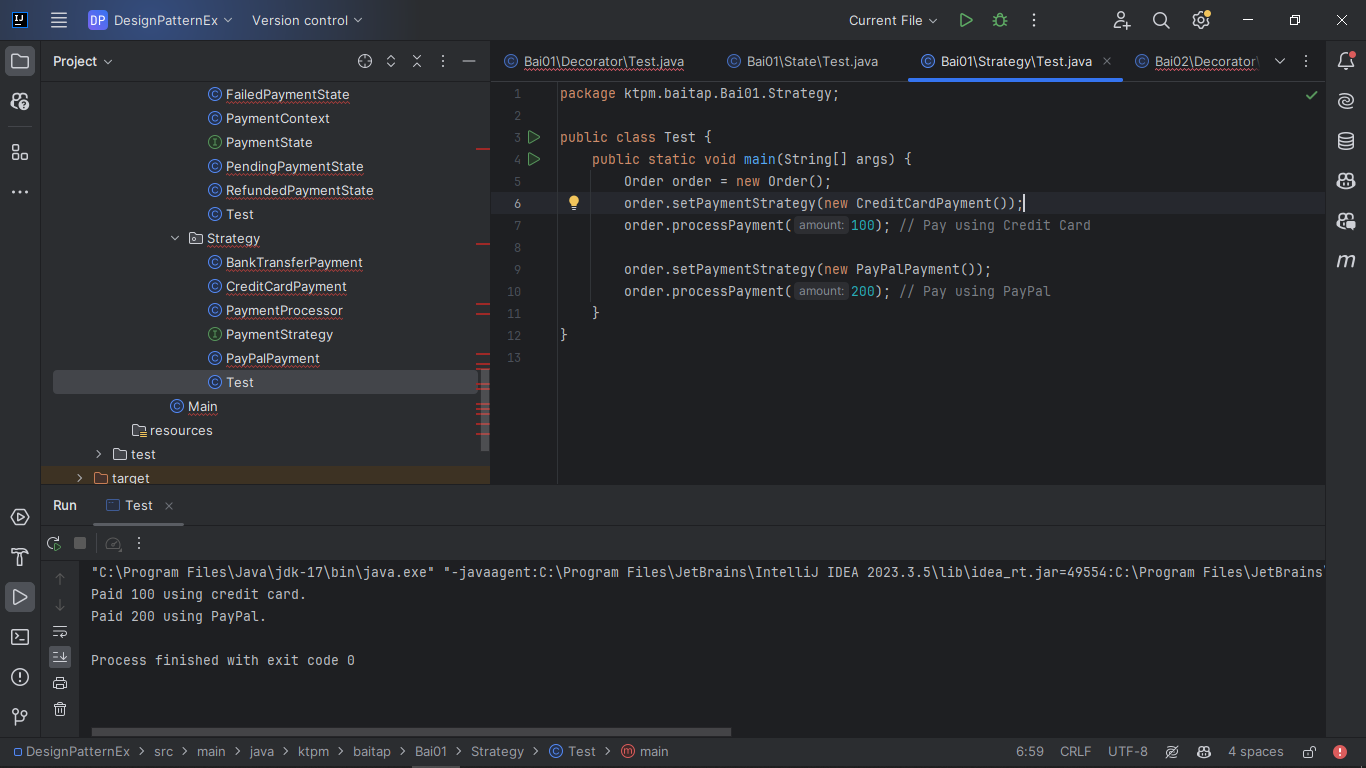 DP DesignPatternEx Version control Current File
Project
Bai01\Decorator\Test.java Bai01\State\Test.java Bai01\Strategy\Test.java Bai02\Decorator\
FailedPaymentState
PaymentContext
PaymentState
PendingPaymentState
RefundedPaymentState
Test
Strategy
BankTransferPayment
CreditCardPayment
PaymentProcessor
PaymentStrategy
PayPalPayment
Test
Main
resources
test
target
1 package ktpm.baitap.Bai01.Strategy;
2
3 public class Test {
4 public static void main(String[] args) {
5 Order order = new Order();
6 order.setPaymentStrategy(new CreditCardPayment());
7 order.processPayment( amount: 100); // Pay using Credit Card
8
9 order.setPaymentStrategy(new PayPalPayment());
10 order.processPayment( amount: 200); // Pay using PayPal
11 }
12 }
13
Run Test
"C:\Program Files\Java\jdk-17\bin\java.exe" "-javaagent:C:\Program Files\JetBrains\IntelliJ IDEA 2023.3.5\lib\idea_rt.jar=49554:C:\Program Files\JetBrains\
Paid 100 using credit card.
Paid 200 using PayPal.
Process finished with exit code 0
DesignPatternEx > src > main > java > ktpm > baitap > Bai01 > Strategy > Test > main 6:59 CRLF UTF-8 4 spaces